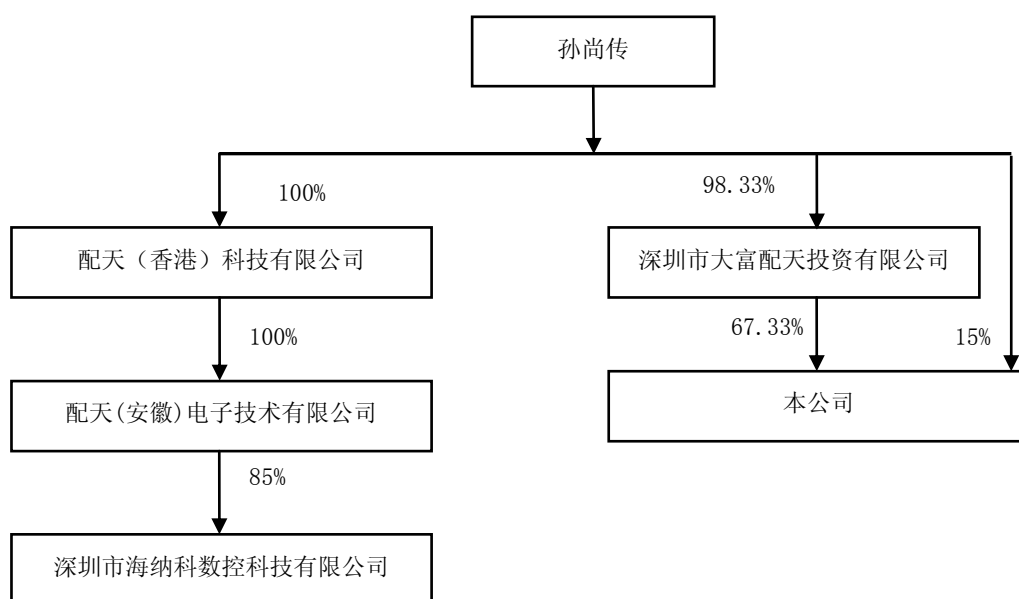 孙尚传
100%
98.33%
配天（香港）科技有限公司
深圳市大富配天投资有限公司
100%
67.33%
15%
配天(安徽)电子技术有限公司
本公司
85%
深圳市海纳科数控科技有限公司